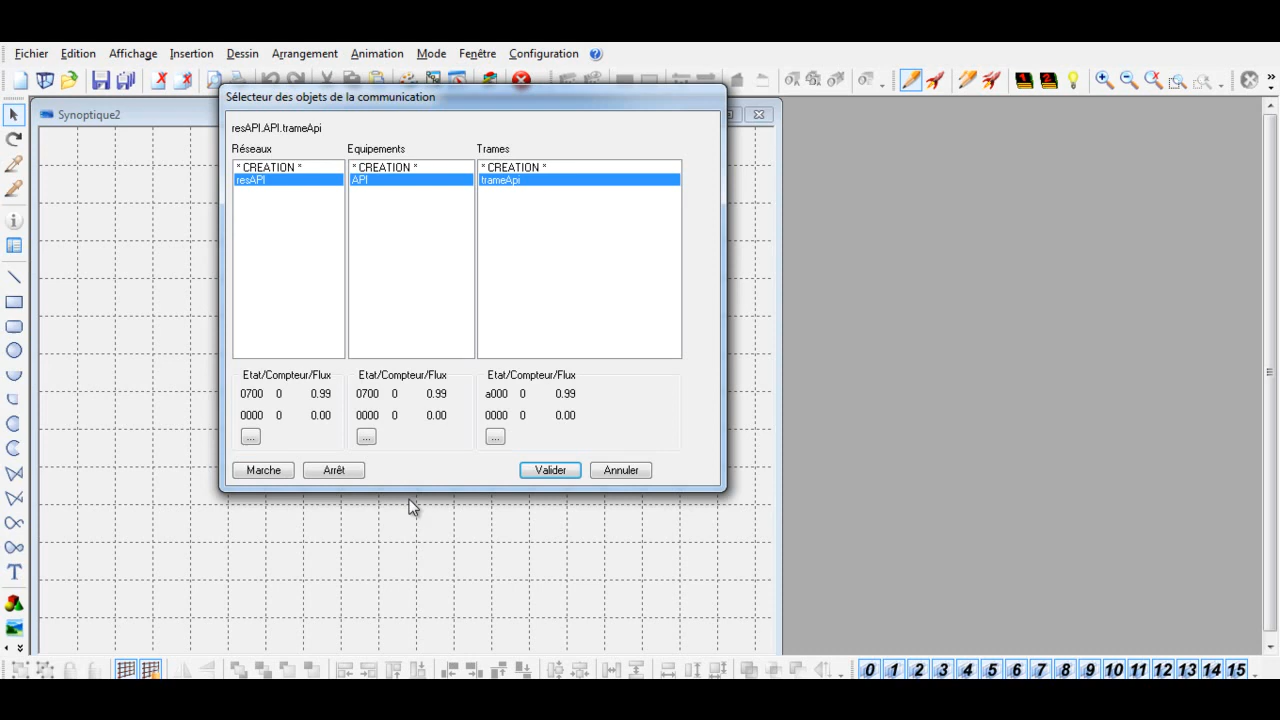 Fichier Edition Affichage Insertion Dessin Arrangement Animation Mode Fenêtre Configuration ?
Synoptique2
Sélecteur des objets de la communication
resAPI.API.trameApi
Réseaux Equipements Trames
* CREATION * * CREATION * * CREATION *
resAPI API trameApi
Etat/Compteur/Flux Etat/Compteur/Flux Etat/Compteur/Flux
0700 0 0.99 0700 0 0.99 a000 0 0.99
0000 0 0.00 0000 0 0.00 0000 0 0.00
... ... ...
Marche Arrêt Valider Annuler
T
0 1 2 3 4 5 6 7 8 9 10 11 12 13 14 15